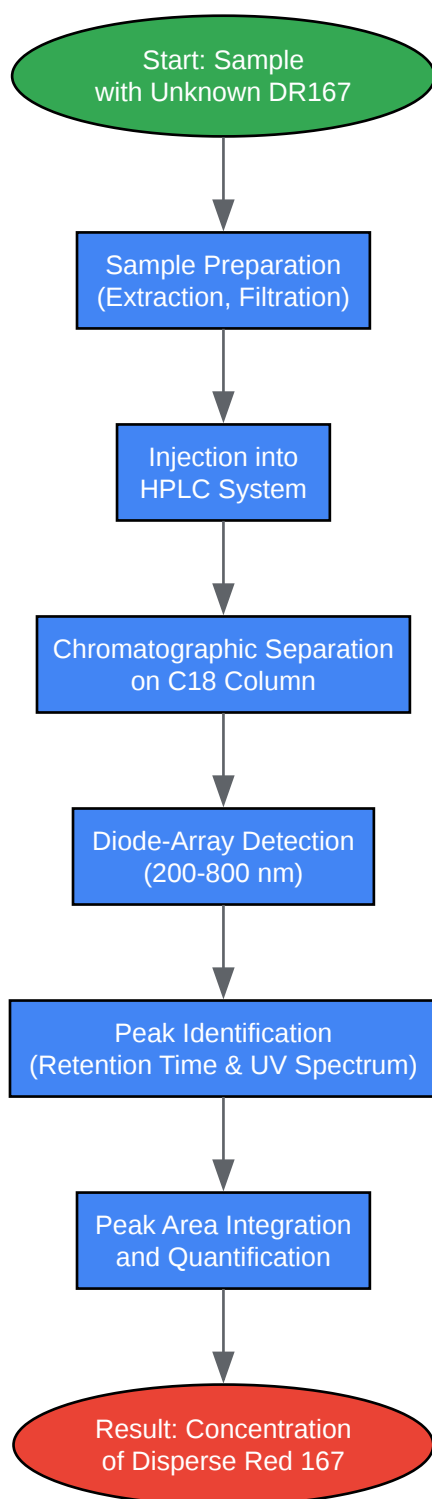 Start: Sample
with Unknown DR167
Sample Preparation
(Extraction, Filtration)
Injection into
HPLC System
Chromatographic Separation
on C18 Column
Diode-Array Detection
(200-800 nm)
Peak Identification
(Retention Time & UV Spectrum)
Peak Area Integration
and Quantification
Result: Concentration
of Disperse Red 167